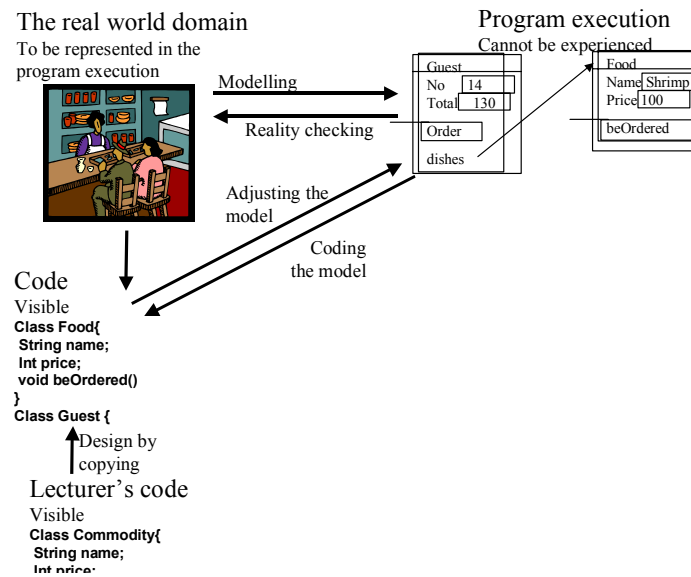 The real world domain
To be represented in the
program execution
Program execution
Cannot be experienced
Modelling
Reality checking
Guest
No 14
Total 130
Order
dishes
Food
Name Shrimp
Price 100
beOrdered
Adjusting the
model
Coding
the model
Code
Visible
Class Food{
String name;
Int price;
void beOrdered()
}
Class Guest {
Design by
copying
Lecturer's code
Visible
Class Commodity{
String name;
Int price;